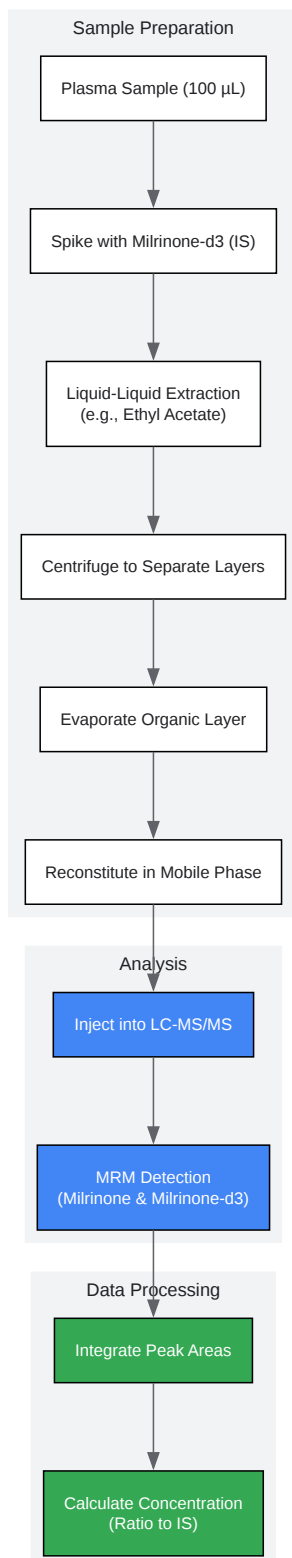 Sample Preparation
Plasma Sample (100 µL)
Spike with Milrinone-d3 (IS)
Liquid-Liquid Extraction
(e.g., Ethyl Acetate)
Centrifuge to Separate Layers
Evaporate Organic Layer
Reconstitute in Mobile Phase
Analysis
Inject into LC-MS/MS
MRM Detection
(Milrinone & Milrinone-d3)
Data Processing
Integrate Peak Areas
Calculate Concentration
(Ratio to IS)